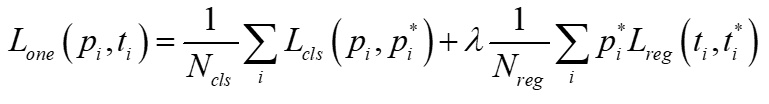 L_{one}(p_i, t_i) = \frac{1}{N_{cls}} \sum_i L_{cls}(p_i, p_i^*) + \lambda \frac{1}{N_{reg}} \sum_i p_i^* L_{reg}(t_i, t_i^*)